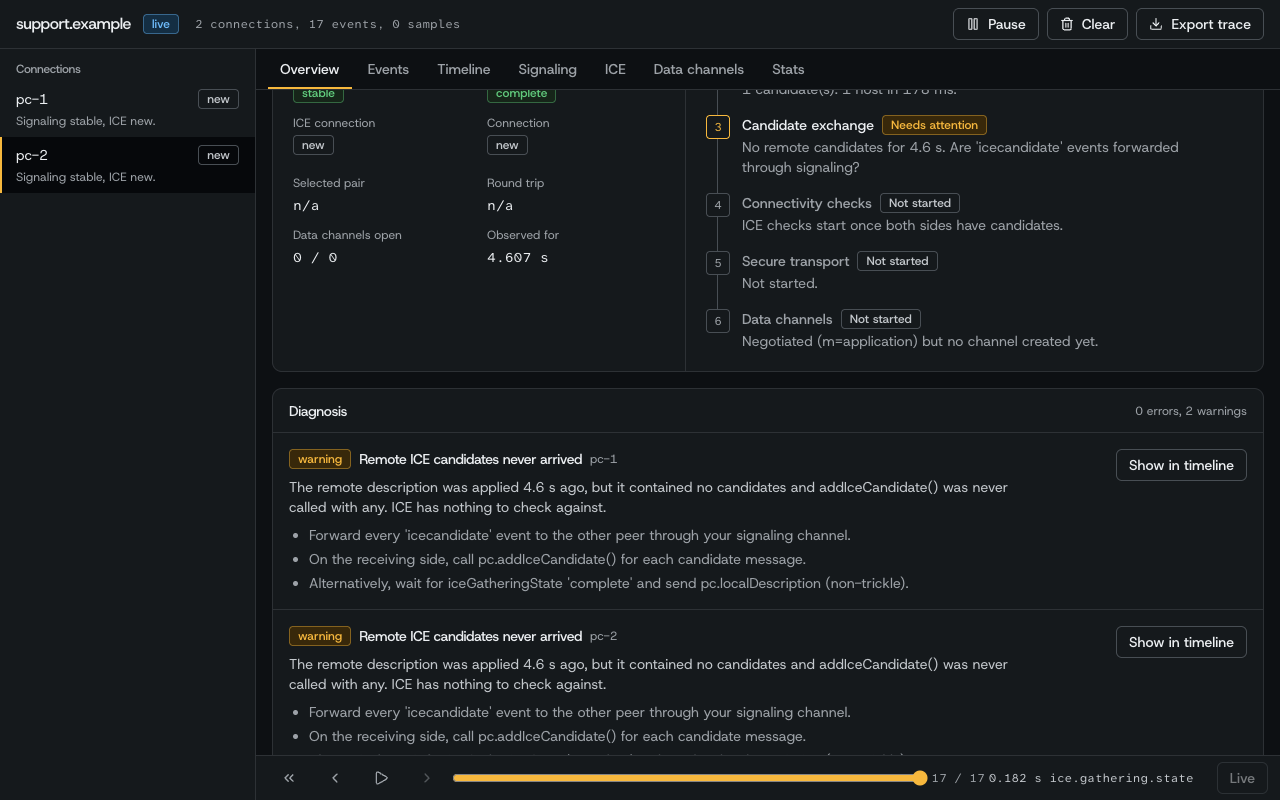 support.example live 2 connections, 17 events, 0 samples Pause Clear Export trace
Connections
pc-1 new
Signaling stable, ICE new.
pc-2 new
Signaling stable, ICE new.
Overview Events Timeline Signaling ICE Data channels Stats
stable complete
ICE connection Connection
new new
Selected pair Round trip
n/a n/a
Data channels open Observed for
0 / 0 4.607 s
1 candidate(s): 1 host in 178 ms.
3 Candidate exchange Needs attention
No remote candidates for 4.6 s. Are 'icecandidate' events forwarded
through signaling?
4 Connectivity checks Not started
ICE checks start once both sides have candidates.
5 Secure transport Not started
Not started.
6 Data channels Not started
Negotiated (m=application) but no channel created yet.
Diagnosis 0 errors, 2 warnings
warning Remote ICE candidates never arrived pc-1 Show in timeline
The remote description was applied 4.6 s ago, but it contained no candidates and addIceCandidate() was never
called with any. ICE has nothing to check against.
• Forward every 'icecandidate' event to the other peer through your signaling channel.
• On the receiving side, call pc.addIceCandidate() for each candidate message.
• Alternatively, wait for iceGatheringState 'complete' and send pc.localDescription (non-trickle).
warning Remote ICE candidates never arrived pc-2 Show in timeline
The remote description was applied 4.6 s ago, but it contained no candidates and addIceCandidate() was never
called with any. ICE has nothing to check against.
• Forward every 'icecandidate' event to the other peer through your signaling channel.
• On the receiving side, call pc.addIceCandidate() for each candidate message.
17 / 17 0.182 s ice.gathering.state Live